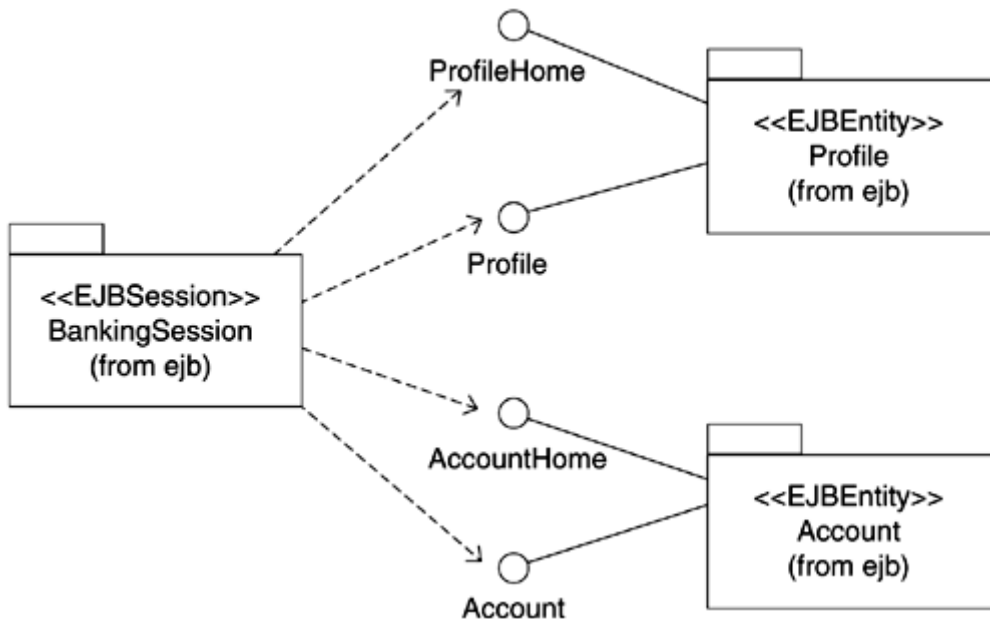 ProfileHome
<<EJBEntity>>
Profile
(from ejb)
Profile
<<EJBSession>>
BankingSession
(from ejb)
AccountHome
<<EJBEntity>>
Account
(from ejb)
Account